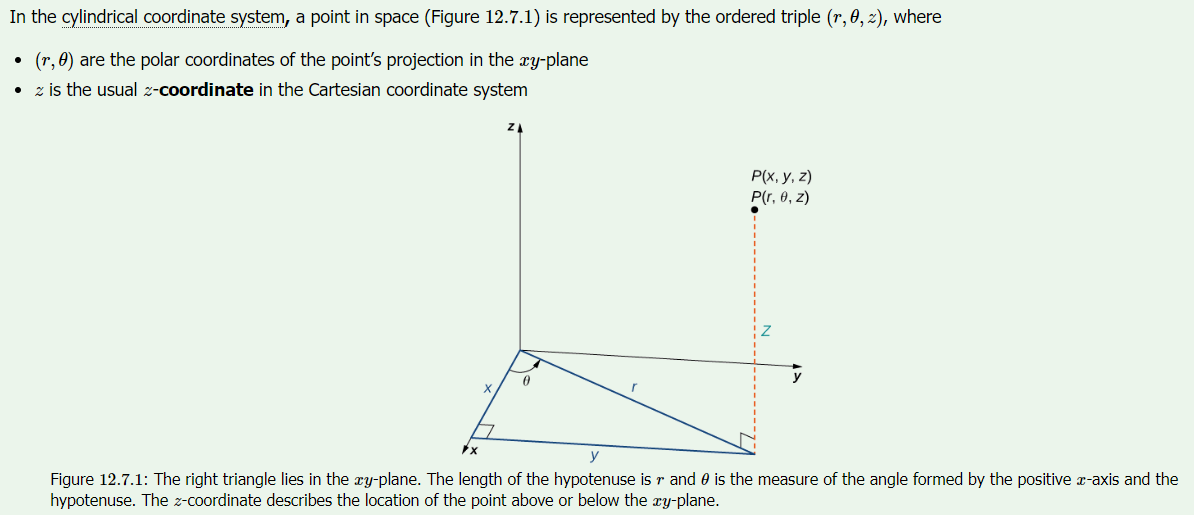 In the cylindrical coordinate system, a point in space (Figure 12.7.1) is represented by the ordered triple (r, θ, z), where
• (r, θ) are the polar coordinates of the point's projection in the xy-plane
• z is the usual z-coordinate in the Cartesian coordinate system
z
P(x, y, z)
P(r, θ, z)
z
y
θ
x
r
x
y
Figure 12.7.1: The right triangle lies in the xy-plane. The length of the hypotenuse is r and θ is the measure of the angle formed by the positive x-axis and the
hypotenuse. The z-coordinate describes the location of the point above or below the xy-plane.